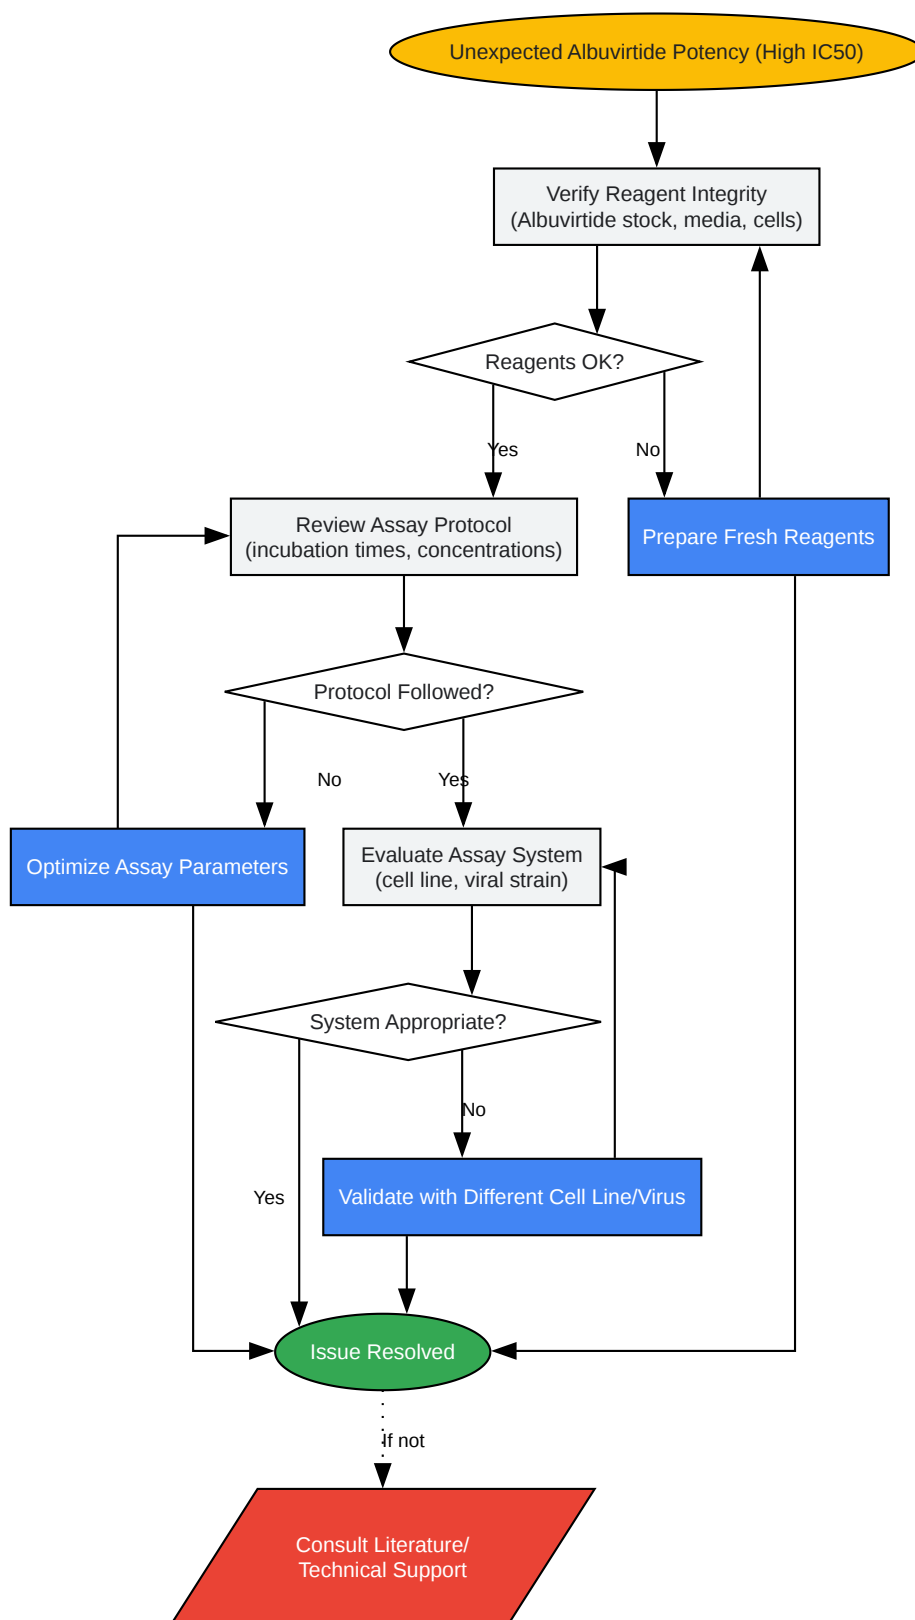 Unexpected Albuvirtide Potency (High IC50)
Verify Reagent Integrity
(Albuvirtide stock, media, cells)
Reagents OK?
Yes
No
Review Assay Protocol
(incubation times, concentrations)
Prepare Fresh Reagents
Protocol Followed?
No
Yes
Optimize Assay Parameters
Evaluate Assay System
(cell line, viral strain)
System Appropriate?
No
Yes
Validate with Different Cell Line/Virus
Issue Resolved
If not
Consult Literature/
Technical Support